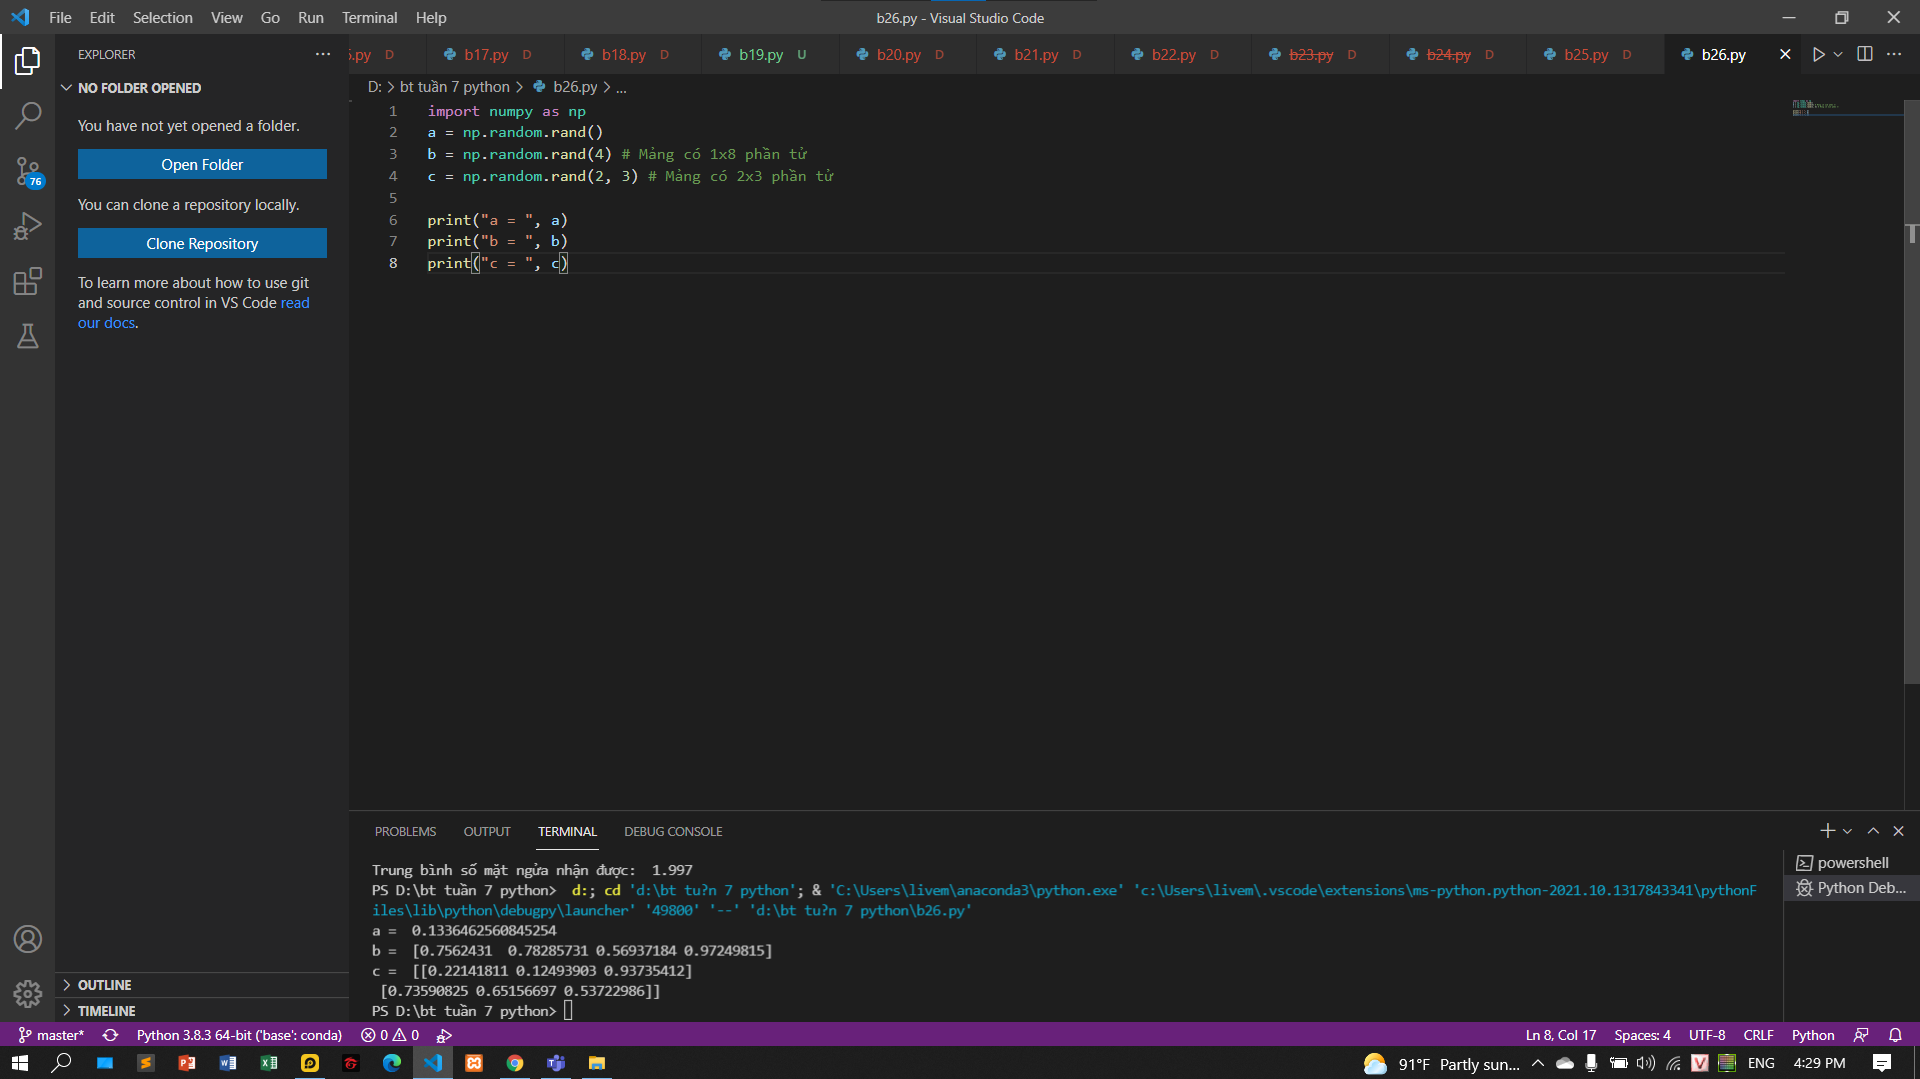 File Edit Selection View Go Run Terminal Help
b26.py - Visual Studio Code
EXPLORER
.py D b17.py D b18.py D b19.py U b20.py D b21.py D b22.py D b23.py D b24.py D b25.py D b26.py
NO FOLDER OPENED
You have not yet opened a folder.
Open Folder
You can clone a repository locally.
Clone Repository
To learn more about how to use git
and source control in VS Code read
our docs.
76
D: > bt tuần 7 python > b26.py > ...
1 import numpy as np
2 a = np.random.rand()
3 b = np.random.rand(4) # Mảng có 1x8 phần tử
4 c = np.random.rand(2, 3) # Mảng có 2x3 phần tử
5
6 print("a = ", a)
7 print("b = ", b)
8 print("c = ", c)
PROBLEMS OUTPUT TERMINAL DEBUG CONSOLE
Trung bình số mặt ngửa nhận được:  1.997
PS D:\bt tuần 7 python>  d:; cd 'd:\bt tu?n 7 python'; & 'C:\Users\livem\anaconda3\python.exe' 'c:\Users\livem\.vscode\extensions\ms-python.python-2021.10.1317843341\pythonF
iles\lib\python\debugpy\launcher' '49800' '--' 'd:\bt tu?n 7 python\b26.py'
a =  0.1336462560845254
b =  [0.7562431  0.78285731 0.56937184 0.97249815]
c =  [[0.22141811 0.12493903 0.93735412]
 [0.73590825 0.65156697 0.53722986]]
PS D:\bt tuần 7 python>
powershell
Python Deb...
OUTLINE
TIMELINE
master* Python 3.8.3 64-bit ('base': conda) 0 0 Ln 8, Col 17 Spaces: 4 UTF-8 CRLF Python
91°F Partly sun... ENG 4:29 PM